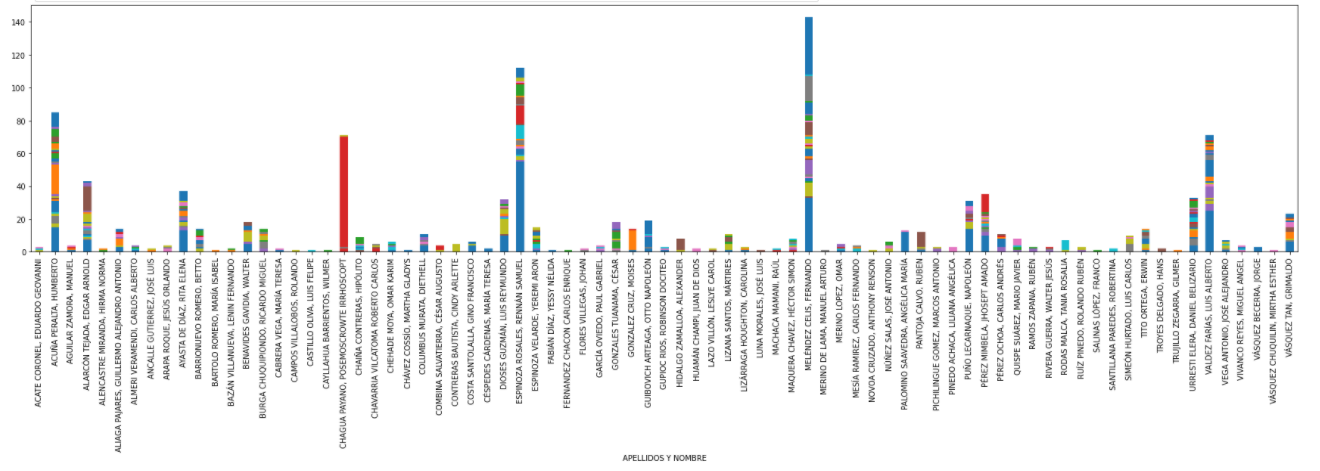 140
120
100
80
60
40
20
0
ACATE CORONEL, EDUARDO GEOVANNI
ACUÑA PERALTA, HUMBERTO
AGUILAR ZAMORA, MANUEL
ALARCON TEJADA, EDGAR ARNOLD
ALENCASTRE MIRANDA, HIRMA NORMA
ALIAGA PAJARES, GUILLERMO ALEJANDRO ANTONIO
ALMERI VERAMENDI, CARLOS ALBERTO
ANCALLE GUTIERREZ, JOSÉ LUIS
ARAPA ROQUE, JESÚS ORLANDO
AYASTA DE DÍAZ, RITA ELENA
BARRIONUEVO ROMERO, BETTO
BARTOLO ROMERO, MARÍA ISABEL
BAZÁN VILLANUEVA, LENIN FERNANDO
BENAVIDES GAVIDIA, WALTER
BURGA CHUQUIPIONDO, RICARDO MIGUEL
CABRERA VEGA, MARÍA TERESA
CAMPOS VILLALOBOS, ROLANDO
CASTILLO OLIVA, LUIS FELIPE
CAYLLAHUA BARRIENTOS, WILMER
CHAGUA PAYANO, POSEMOSCROWTE IRRHOSCOPT
CHAIÑA CONTRERAS, HIPÓLITO
CHAVARRIA VILCATOMA ROBERTO CARLOS
CHEHADE MOYA, OMAR KARIM
CHÁVEZ COSSÍO, MARTHA GLADYS
COLUMBUS MURATA, DIETHELL
COMBINA SALVATIERRA, CÉSAR AUGUSTO
CONTRERAS BAUTISTA, CINDY ARLETTE
COSTA SANTOLALLA, GINO FRANCISCO
CÉSPEDES CÁRDENAS, MARÍA TERESA
DIOSES GUZMÁN, LUIS REYMUNDO
ESPINOZA ROSALES, RENNÁN SAMUEL
ESPINOZA VELARDE, YEREMI ARON
FABIÁN DÍAZ, YESSY NÉLIDA
FERNÁNDEZ CHACÓN CARLOS ENRIQUE
FLORES VILLEGAS, JOHAN
GARCÍA OVIEDO, PAUL GABRIEL
GONZALES TUANAMA, CÉSAR
GONZALEZ CRUZ, MOISES
GUIBOVICH ARTEAGA, OTTO NAPOLEÓN
GUPIOC RIOS, ROBINSON DOCITEO
HIDALGO ZAMALLOA, ALEXANDER
HUAMÁN CHAMPI, JUAN DE DIOS
LAZO VILLÓN, LESLYE CAROL
LIZANA SANTOS, MÁRTIRES
LIZÁRRAGA HOUGHTON, CAROLINA
LUNA MORALES, JOSÉ LUIS
MACHACA MAMANI, RAÚL
MAQUERA CHÁVEZ, HÉCTOR SIMÓN
MELÉNDEZ CELIS, FERNANDO
MERINO DE LAMA, MANUEL ARTURO
MERINO LÓPEZ, OMAR
MESÍA RAMIREZ, CARLOS FERNANDO
NOVOA CRUZADO, ANTHONY RENSON
NÚÑEZ SALAS, JOSÉ ANTONIO
PALOMINO SAAVEDRA, ANGÉLICA MARÍA
PANTOJA CALVO, RUBÉN
PICHILINGUE GOMEZ, MARCOS ANTONIO
PINEDO ACHACA, LILIANA ANGÉLICA
PUÑO LECARNAQUÉ, NAPOLEÓN
PÉREZ MIMBELA, JHOSEPT AMADO
PÉREZ OCHOA, CARLOS ANDRÉS
QUISPE SUÁREZ, MARIO JAVIER
RAMOS ZAPANA, RUBÉN
RIVERA GUERRA, WALTER JESÚS
RODAS MALCA, TANIA ROSALIA
RUÍZ PINEDO, ROLANDO RUBÉN
SALINAS LÓPEZ, FRANCO
SANTILLANA PAREDES, ROBERTINA
SIMEÓN HURTADO, LUIS CARLOS
TITO ORTEGA, ERWIN
TROYES DELGADO, HANS
TRUJILLO ZEGARRA, GILMER
URRESTI ELERA, DANIEL BELIZARIO
VALDEZ FARÍAS, LUIS ALBERTO
VEGA ANTONIO, JOSÉ ALEJANDRO
VIVANCO REYES, MIGUEL ÁNGEL
VÁSQUEZ BECERRA, JORGE
VÁSQUEZ CHUQUILIN, MIRTHA ESTHER
VÁSQUEZ TAN, GRIMALDO
APELLIDOS Y NOMBRE